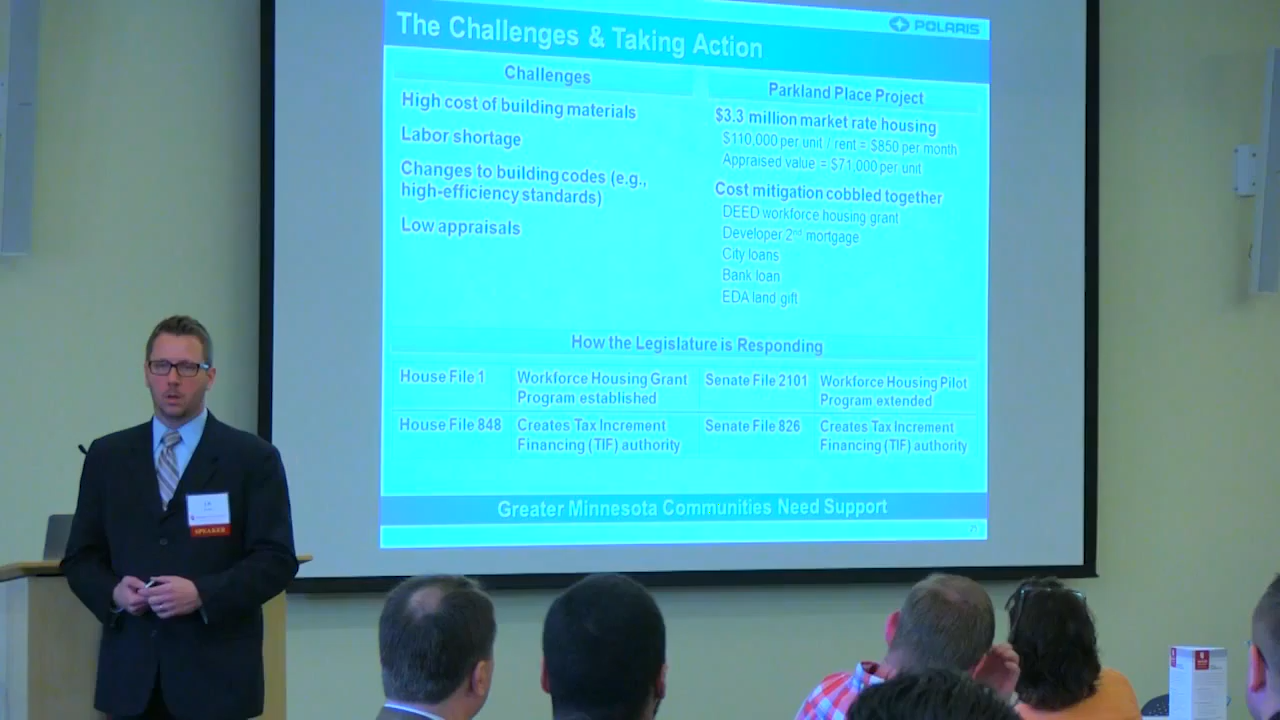 The Challenges & Taking Action
POLARIS
Challenges
High cost of building materials
Labor shortage
Changes to building codes (e.g.,
high-efficiency standards)
Low appraisals
Parkland Place Project
$3.3 million market rate housing
$110,000 per unit / rent = $850 per month
Appraised value = $71,000 per unit
Cost mitigation cobbled together
DEED workforce housing grant
Developer 2nd mortgage
City loans
Bank loan
EDA land gift
How the Legislature is Responding
House File 1 Workforce Housing Grant Senate File 2101 Workforce Housing Pilot
Program established Program extended
House File 848 Creates Tax Increment Senate File 826 Creates Tax Increment
Financing (TIF) authority Financing (TIF) authority
Greater Minnesota Communities Need Support
SPEAKER